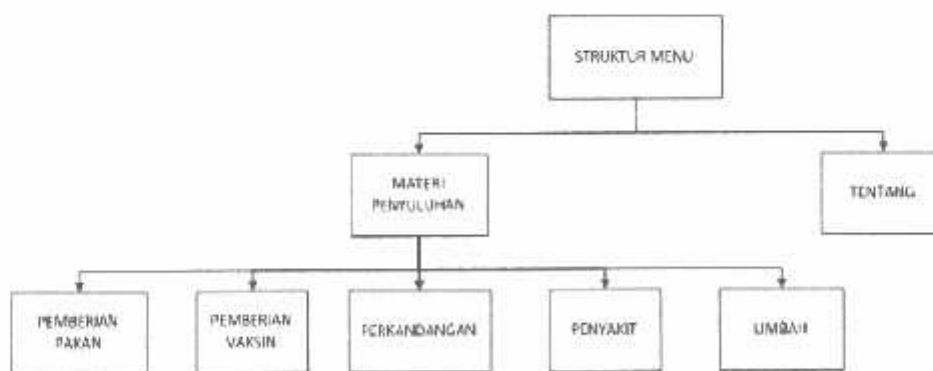 STRUKTUR MENU
MATERI
PENYULUHAN
TENTANG
PEMBERIAN
PAKAN
PEMBERIAN
VAKSIN
PERKANDANGAN
PENYAKIT
LIMBAH